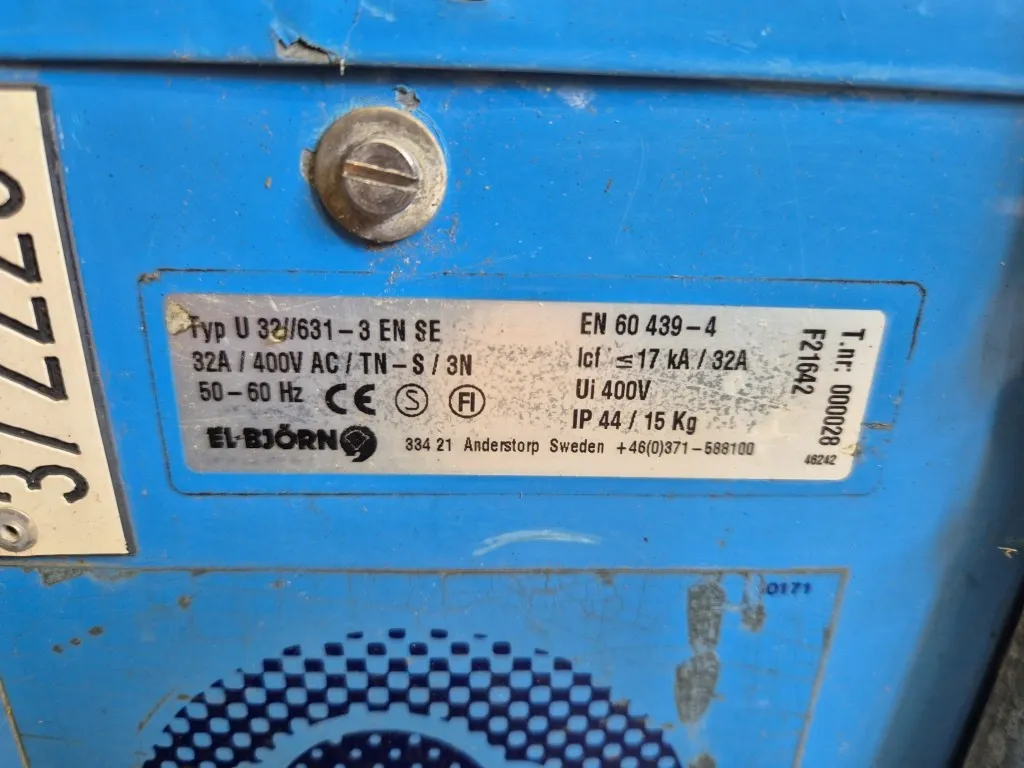 Typ U 32//631-3 EN SE
32A / 400V AC / TN-S / 3N
50-60 Hz CE S FI
EL-BJÖRN
334 21 Anderstorp Sweden +46(0)371-588100
EN 60 439-4
Icf ≤17 kA / 32A
Ui 400V
IP 44 / 15 Kg
T.nr. 000028
F21642
46242
0171